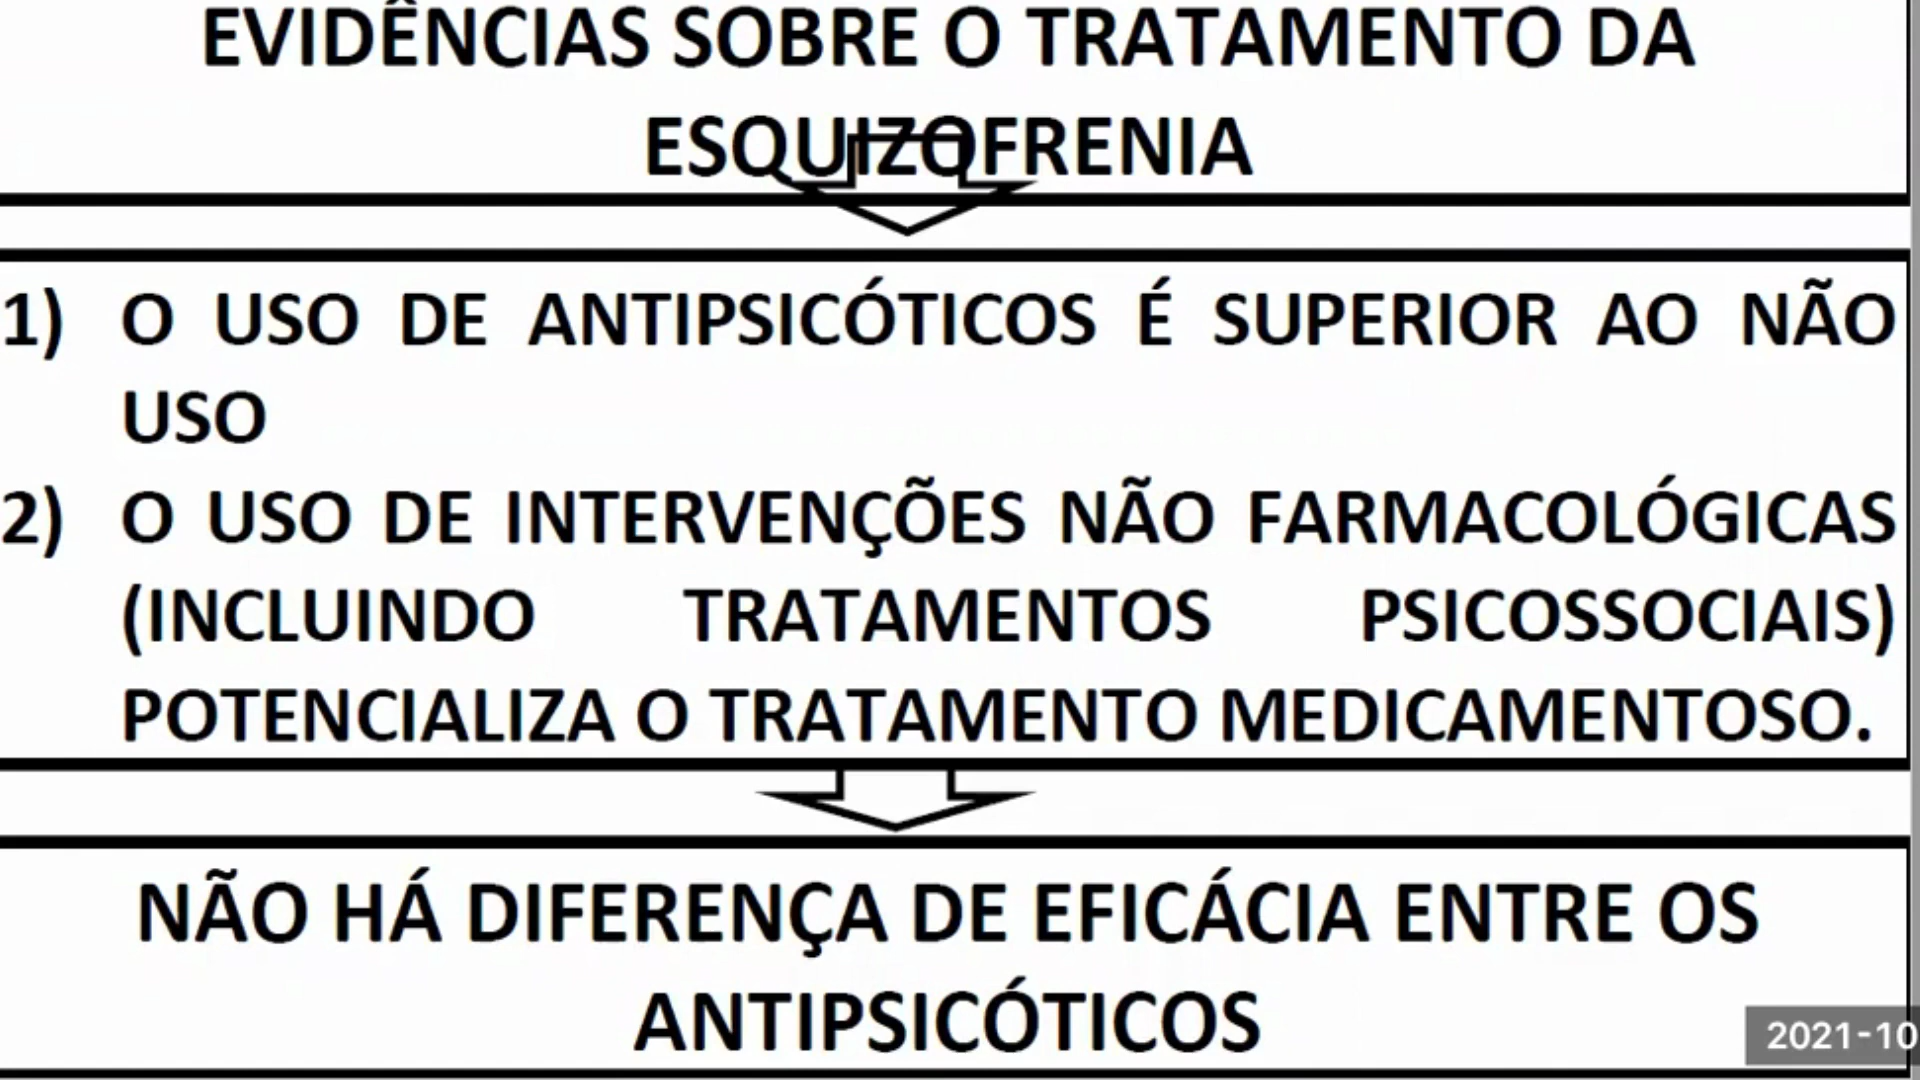 EVIDÊNCIAS SOBRE O TRATAMENTO DA
ESQUIZOFRENIA
1) O USO DE ANTIPSICÓTICOS É SUPERIOR AO NÃO
USO
2) O USO DE INTERVENÇÕES NÃO FARMACOLÓGICAS
(INCLUINDO TRATAMENTOS PSICOSSOCIAIS)
POTENCIALIZA O TRATAMENTO MEDICAMENTOSO.
NÃO HÁ DIFERENÇA DE EFICÁCIA ENTRE OS
ANTIPSICÓTICOS
2021-10